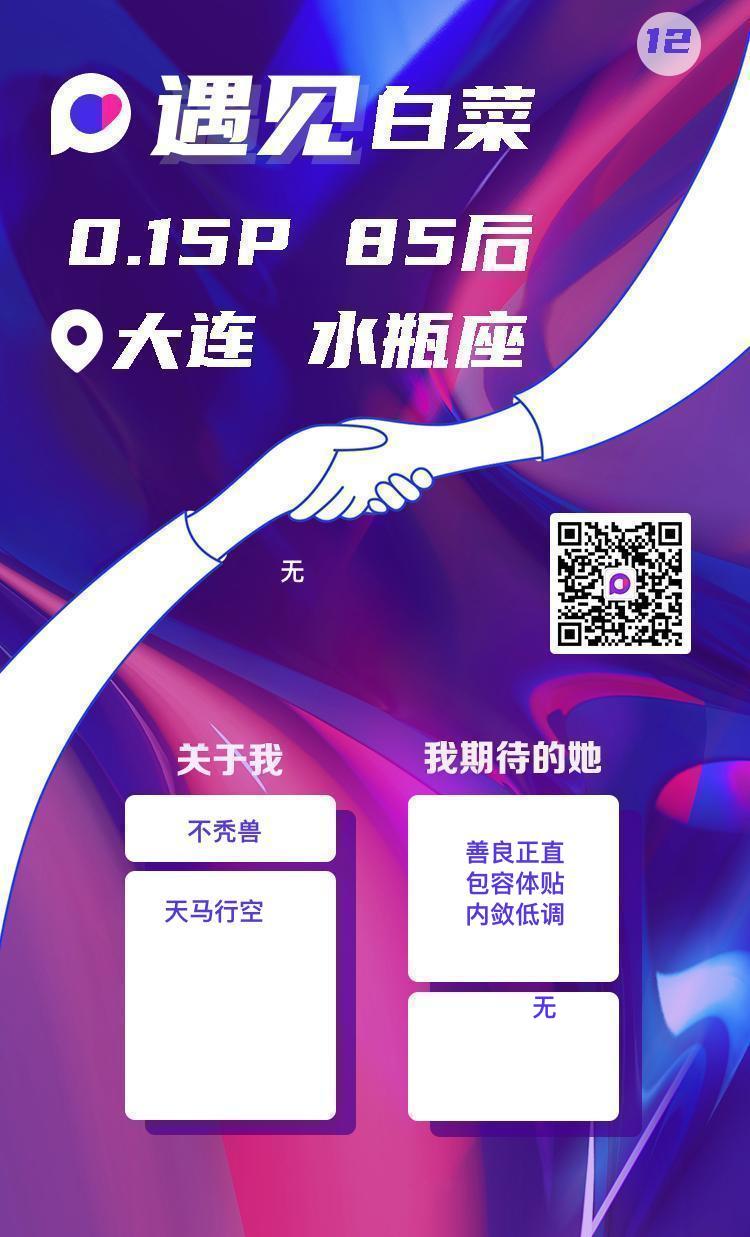 12
遇见白菜
0.15P 85后
大连 水瓶座
无
关于我
不秃兽
天马行空
我期待的她
善良正直
包容体贴
内敛低调
无